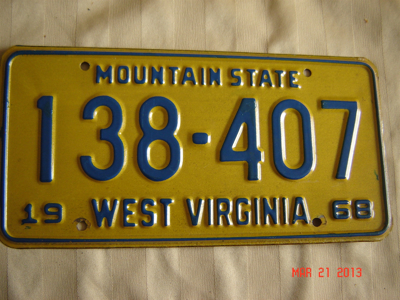 MOUNTAIN STATE
138-407
19 WEST VIRGINIA 68
MAR 21 2013